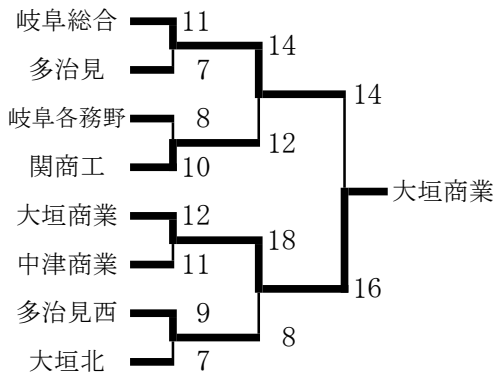 岐阜総合 11
14
多治見 7
14
岐阜各務野 8
12
関商工 10
大垣商業
大垣商業 12
18
中津商業 11
16
多治見西 9
8
大垣北 7